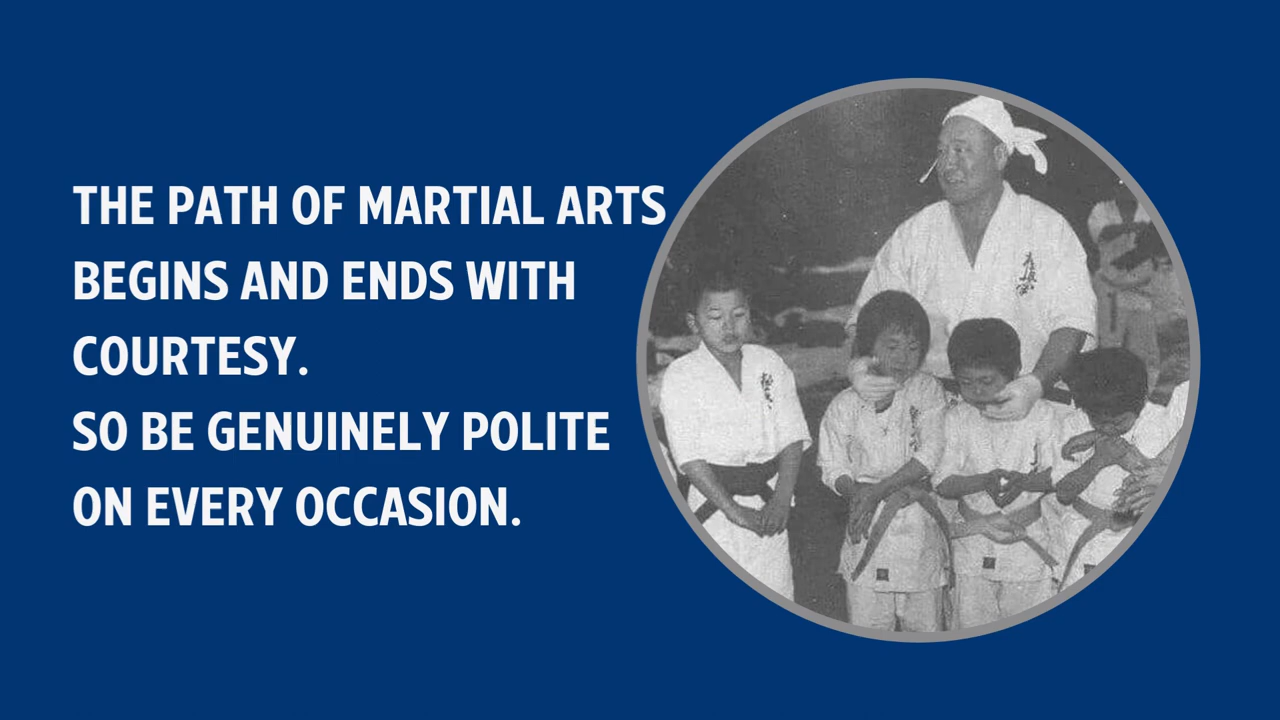 THE PATH OF MARTIAL ARTS
BEGINS AND ENDS WITH
COURTESY.
SO BE GENUINELY POLITE
ON EVERY OCCASION.